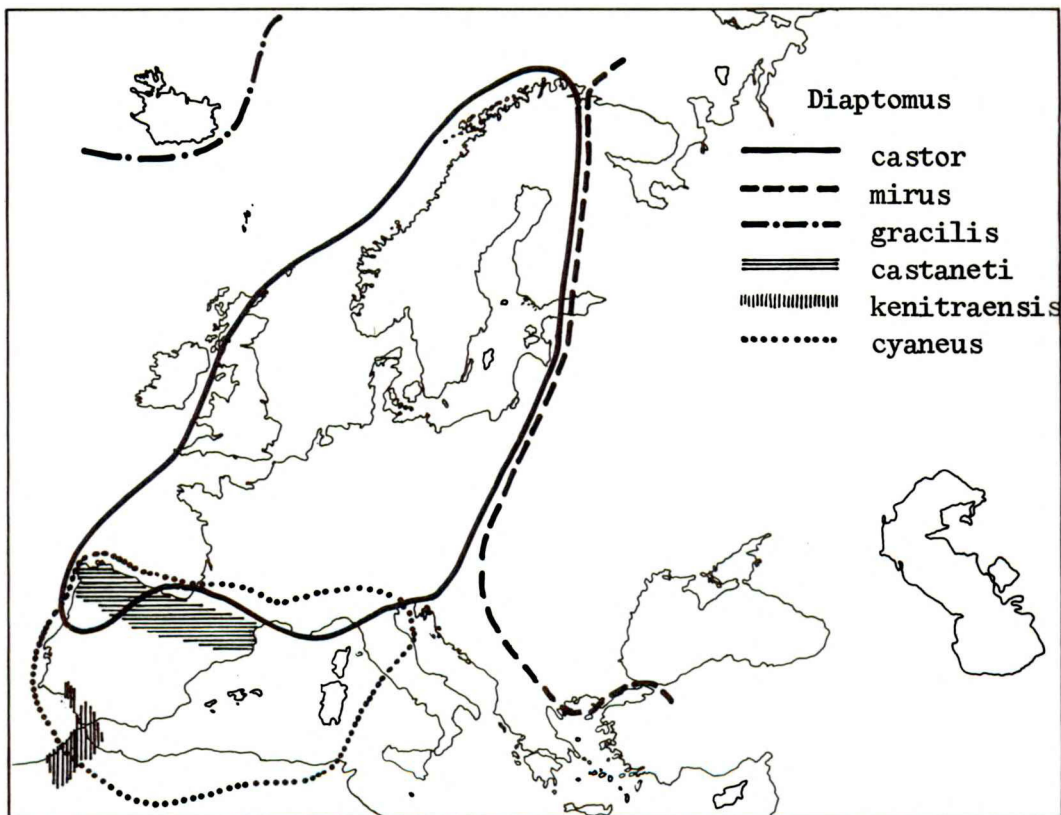 Diaptomus
castor
mirus
gracilis
castaneti
kenitraensis
cyaneus